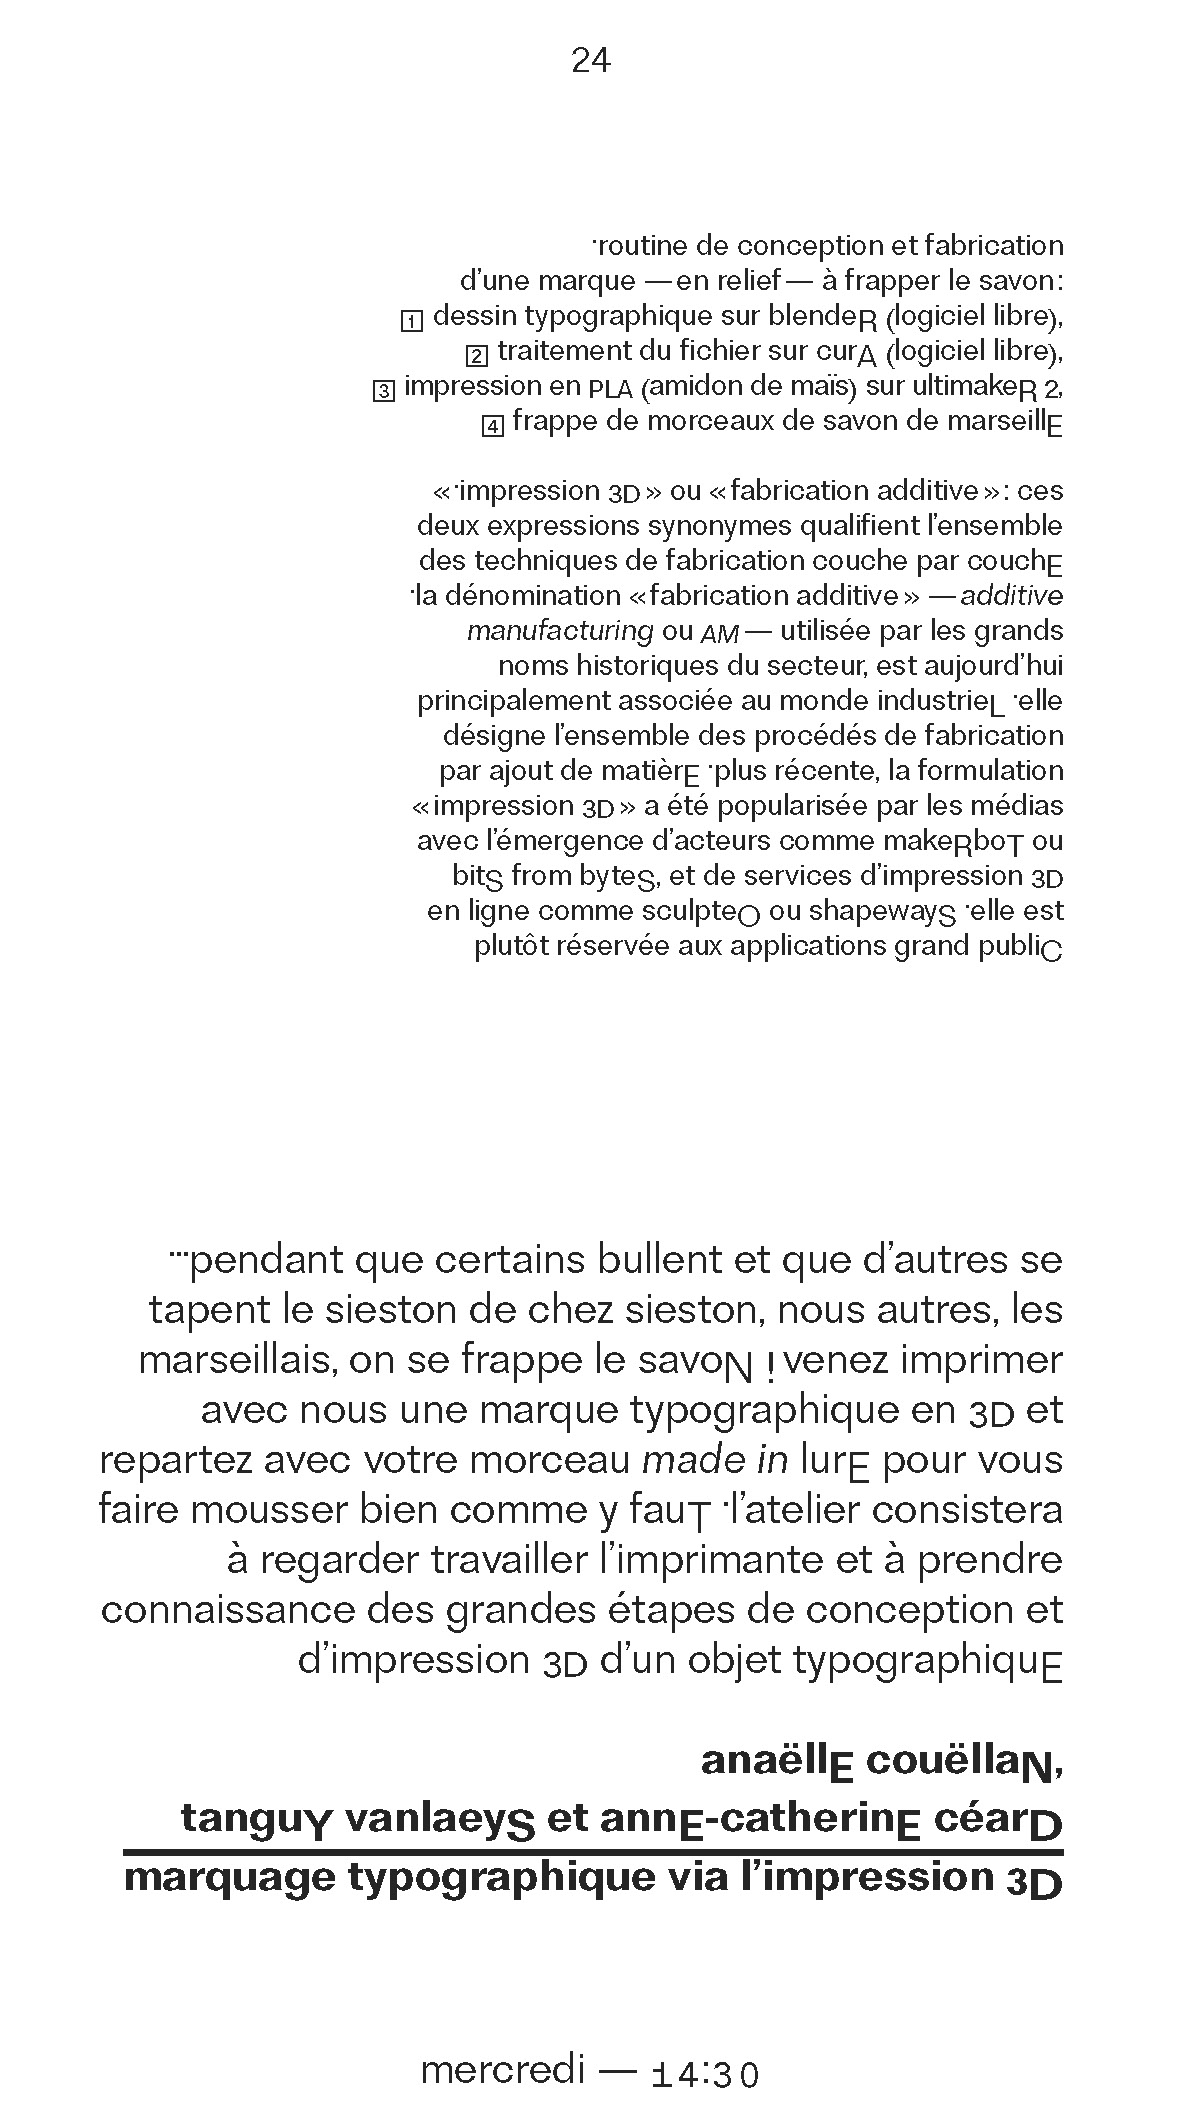 24
·routine de conception et fabrication
d’une marque — en relief — à frapper le savon :
1 dessin typographique sur blendeR (logiciel libre),
2 traitement du fichier sur curA (logiciel libre),
3 impression en PLA (amidon de maïs) sur ultimakeR 2,
4 frappe de morceaux de savon de marseillE
« ·impression 3D » ou « fabrication additive » : ces
deux expressions synonymes qualifient l’ensemble
des techniques de fabrication couche par couchE
·la dénomination « fabrication additive » — additive
manufacturing ou AM — utilisée par les grands
noms historiques du secteur, est aujourd’hui
principalement associée au monde industrieL ·elle
désigne l’ensemble des procédés de fabrication
par ajout de matièrE ·plus récente, la formulation
« impression 3D » a été popularisée par les médias
avec l’émergence d’acteurs comme makeRboT ou
bitS from byteS, et de services d’impression 3D
en ligne comme sculpteO ou shapewayS ·elle est
plutôt réservée aux applications grand publiC
···pendant que certains bullent et que d’autres se
tapent le sieston de chez sieston, nous autres, les
marseillais, on se frappe le savoN ! venez imprimer
avec nous une marque typographique en 3D et
repartez avec votre morceau made in lurE pour vous
faire mousser bien comme y fauT ·l’atelier consistera
à regarder travailler l’imprimante et à prendre
connaissance des grandes étapes de conception et
d’impression 3D d’un objet typographiquE
anaëllE couëllaN,
tanguY vanlaeyS et annE-catherinE céarD
marquage typographique via l’impression 3D
mercredi — 14:30